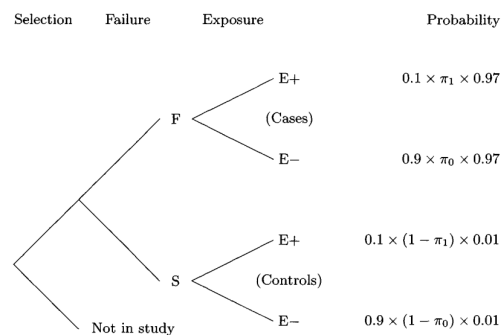 Selection Failure Exposure Probability
E+ 0.1 × π₁ × 0.97
F (Cases)
E− 0.9 × π₀ × 0.97
E+ 0.1 × (1 − π₁) × 0.01
S (Controls)
E− 0.9 × (1 − π₀) × 0.01
Not in study